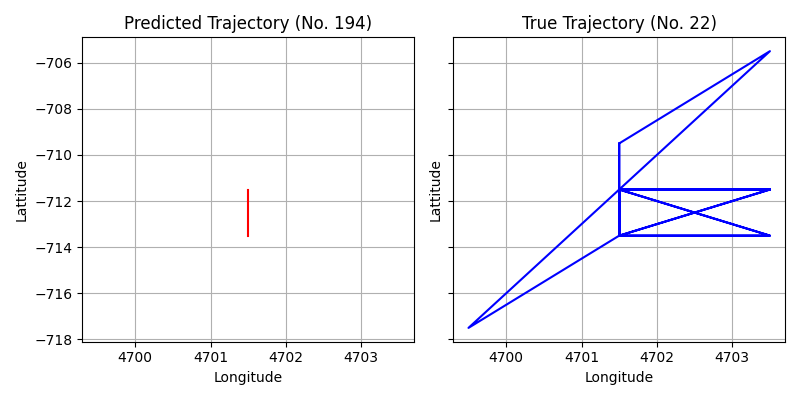 Predicted Trajectory (No. 194)
Lattitude
−706
−708
−710
−712
−714
−716
−718
4700
4701
4702
4703
Longitude
True Trajectory (No. 22)
Lattitude
4700
4701
4702
4703
Longitude